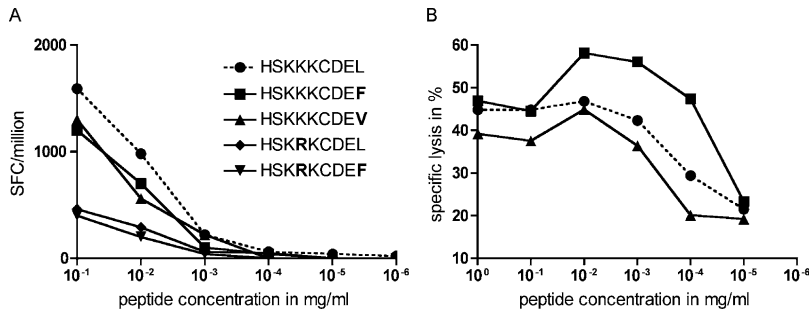 A
2000
1000
0
SFC/million
10-1
10-2
10-3
10-4
10-5
10-6
peptide concentration in mg/ml
HSKKKCDEL
HSKKKCDEF
HSKKKCDEV
HSKRKCDEL
HSKRKCDEF
B
60
50
40
30
20
10
specific lysis in %
100
10-1
10-2
10-3
10-4
10-5
10-6
peptide concentration in mg/ml